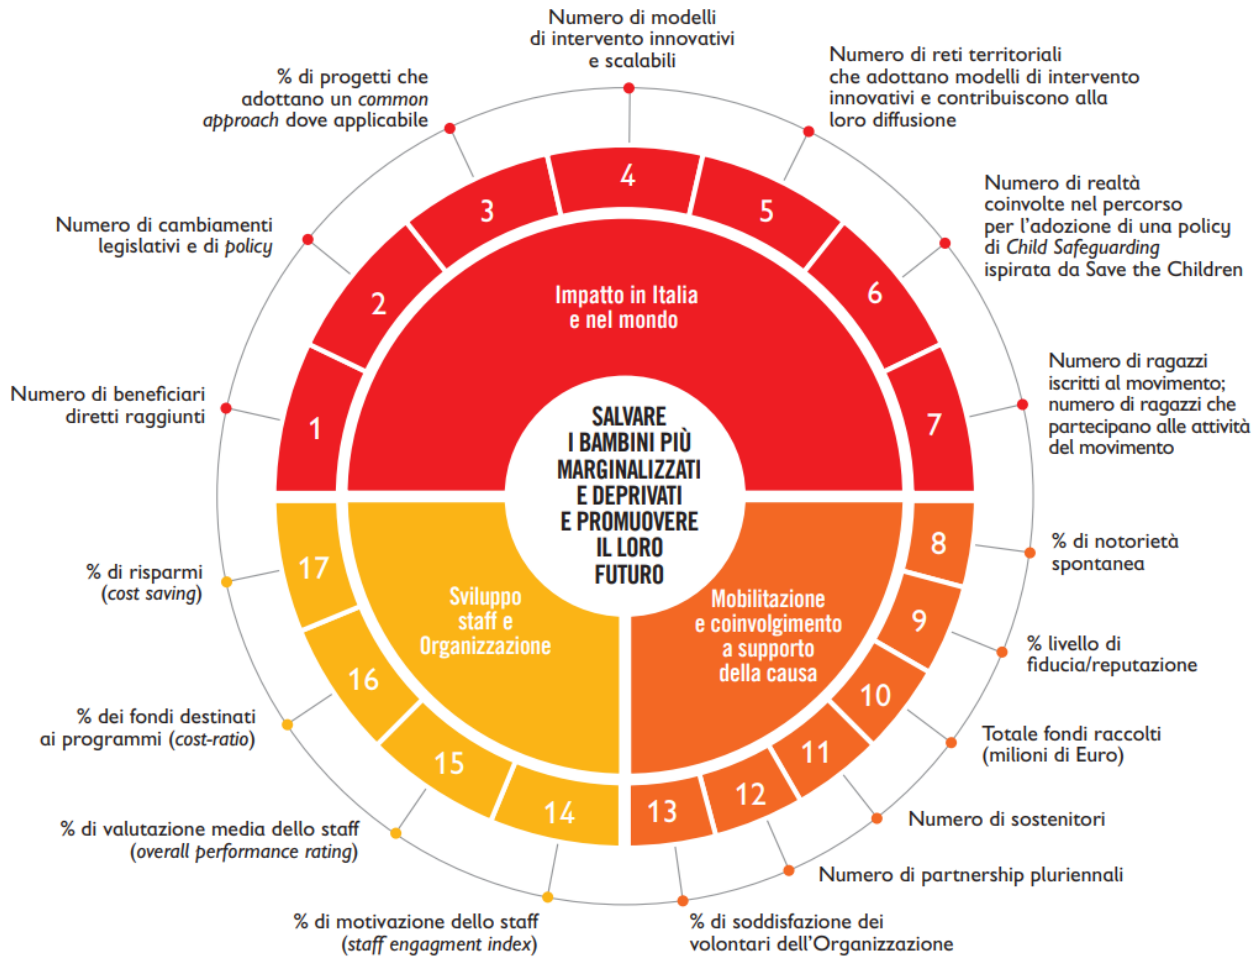 Numero di modelli
di intervento innovativi
e scalabili
Numero di reti territoriali
che adottano modelli di intervento
innovativi e contribuiscono alla
loro diffusione
% di progetti che
adottano un common
approach dove applicabile
Numero di realtà
coinvolte nel percorso
per l'adozione di una policy
di Child Safeguarding
ispirata da Save the Children
Numero di cambiamenti
legislativi e di policy
Numero di ragazzi
iscritti al movimento;
numero di ragazzi che
partecipano alle attività
del movimento
Numero di beneficiari
diretti raggiunti
1
2
3
4
5
6
7
Impatto in Italia
e nel mondo
SALVARE
I BAMBINI PIÙ
MARGINALIZZATI
E DEPRIVATI
E PROMUOVERE
IL LORO
FUTURO
8
9
10
11
12
13
Mobilitazione
e coinvolgimento
a supporto
della causa
% di notorietà
spontanea
% livello di
fiducia/reputazione
Totale fondi raccolti
(milioni di Euro)
Numero di sostenitori
Numero di partnership pluriennali
% di soddisfazione dei
volontari dell'Organizzazione
14
15
16
17
Sviluppo
staff e
Organizzazione
% di motivazione dello staff
(staff engagment index)
% di valutazione media dello staff
(overall performance rating)
% dei fondi destinati
ai programmi (cost-ratio)
% di risparmi
(cost saving)